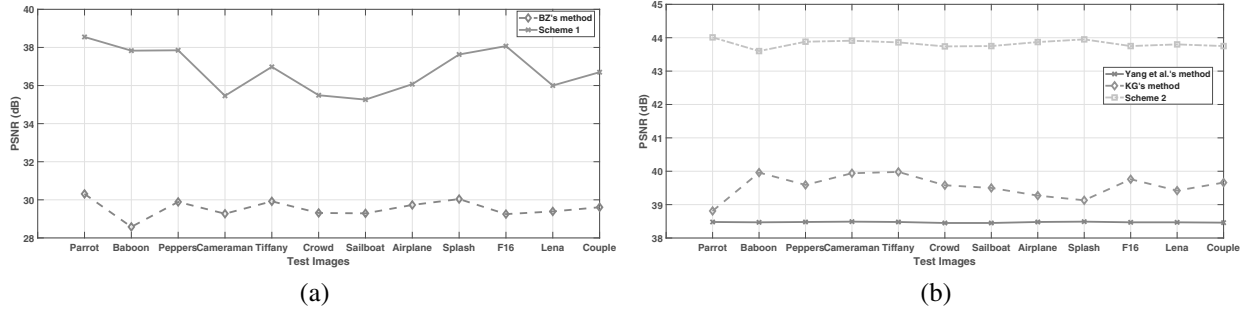 40
38
36
34
32
30
28
PSNR (dB)
BZ's method
Scheme 1
Parrot Baboon Peppers Cameraman Tiffany Crowd Sailboat Airplane Splash F16 Lena Couple
Test Images
(a)
45
44
43
42
41
40
39
38
PSNR (dB)
Yang et al.'s method
KG's method
Scheme 2
Parrot Baboon Peppers Cameraman Tiffany Crowd Sailboat Airplane Splash F16 Lena Couple
Test Images
(b)